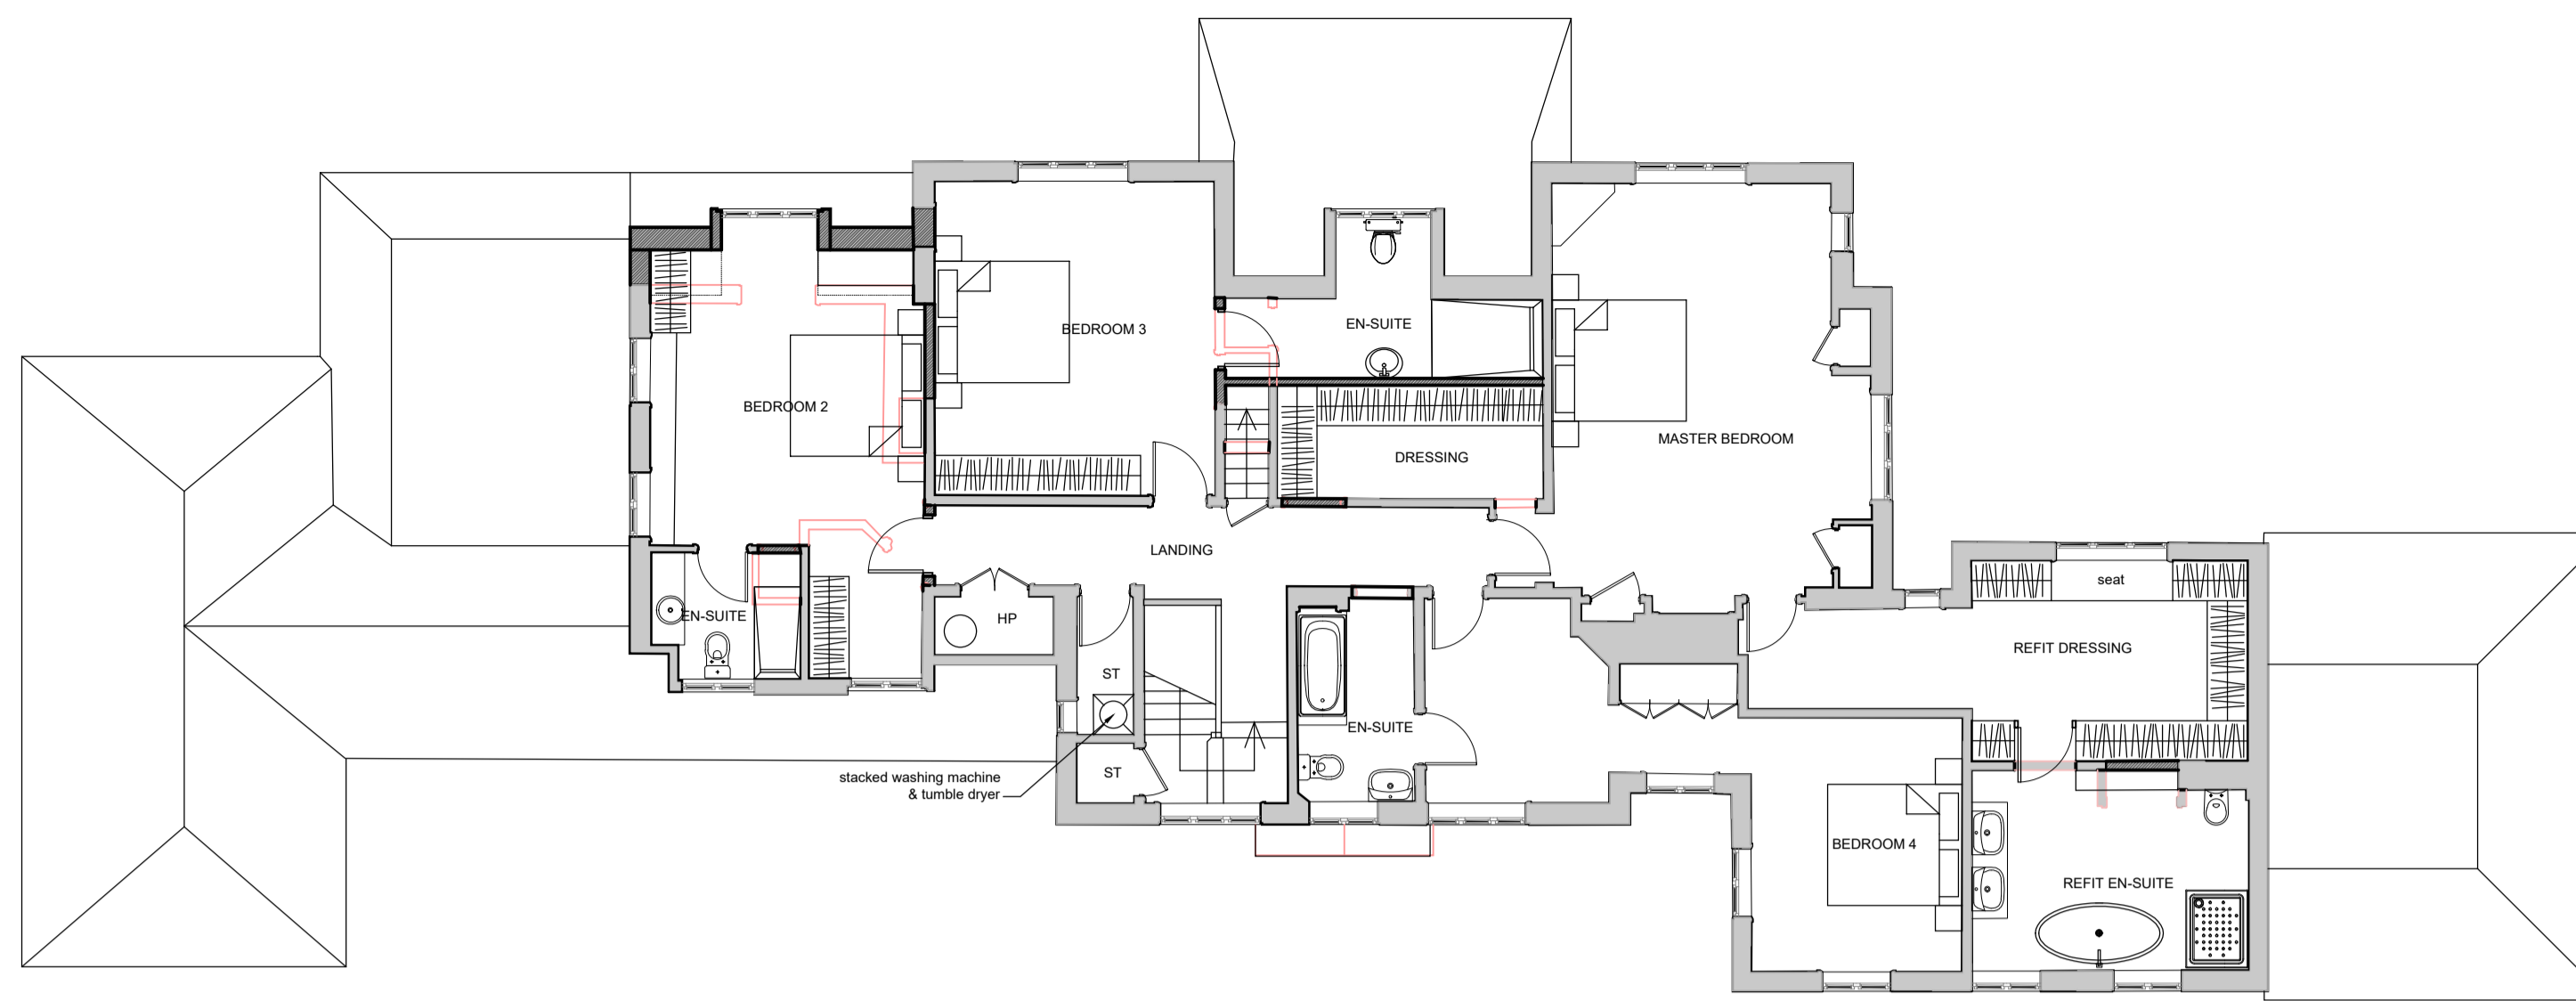 BEDROOM 3
EN-SUITE
BEDROOM 2
MASTER BEDROOM
DRESSING
LANDING
seat
EN-SUITE
HP
REFIT DRESSING
ST
EN-SUITE
ST
stacked washing machine
& tumble dryer
BEDROOM 4
REFIT EN-SUITE